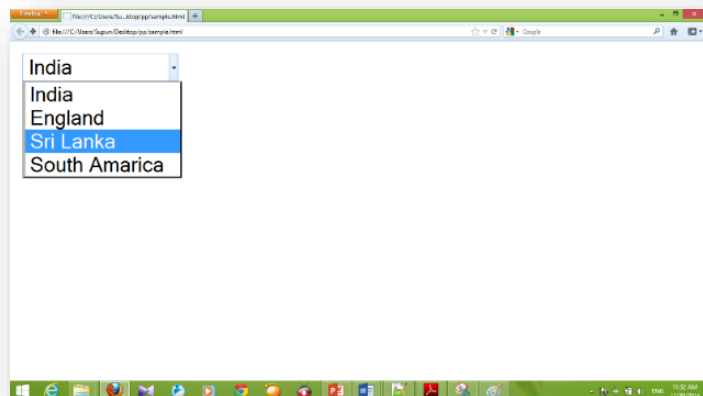 Firefox
file:///C:/Users/Su...ktop/pp/sample.html
file:///C:/Users/Supun/Desktop/pp/sample.html
Google
India
India
England
Sri Lanka
South Amarica
ENG
11:52 AM